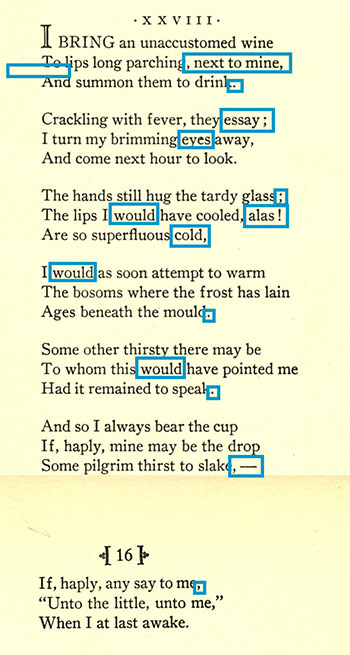 ·XXVIII·
I BRING an unaccustomed wine
To lips long parching, next to mine,
And summon them to drink.
Crackling with fever, they essay;
I turn my brimming eyes away,
And come next hour to look.
The hands still hug the tardy glass;
The lips I would have cooled, alas!
Are so superfluous cold,
I would as soon attempt to warm
The bosoms where the frost has lain
Ages beneath the mould.
Some other thirsty there may be
To whom this would have pointed me
Had it remained to speak.
And so I always bear the cup
If, haply, mine may be the drop
Some pilgrim thirst to slake, —
16
If, haply, any say to me,
“Unto the little, unto me,”
When I at last awake.